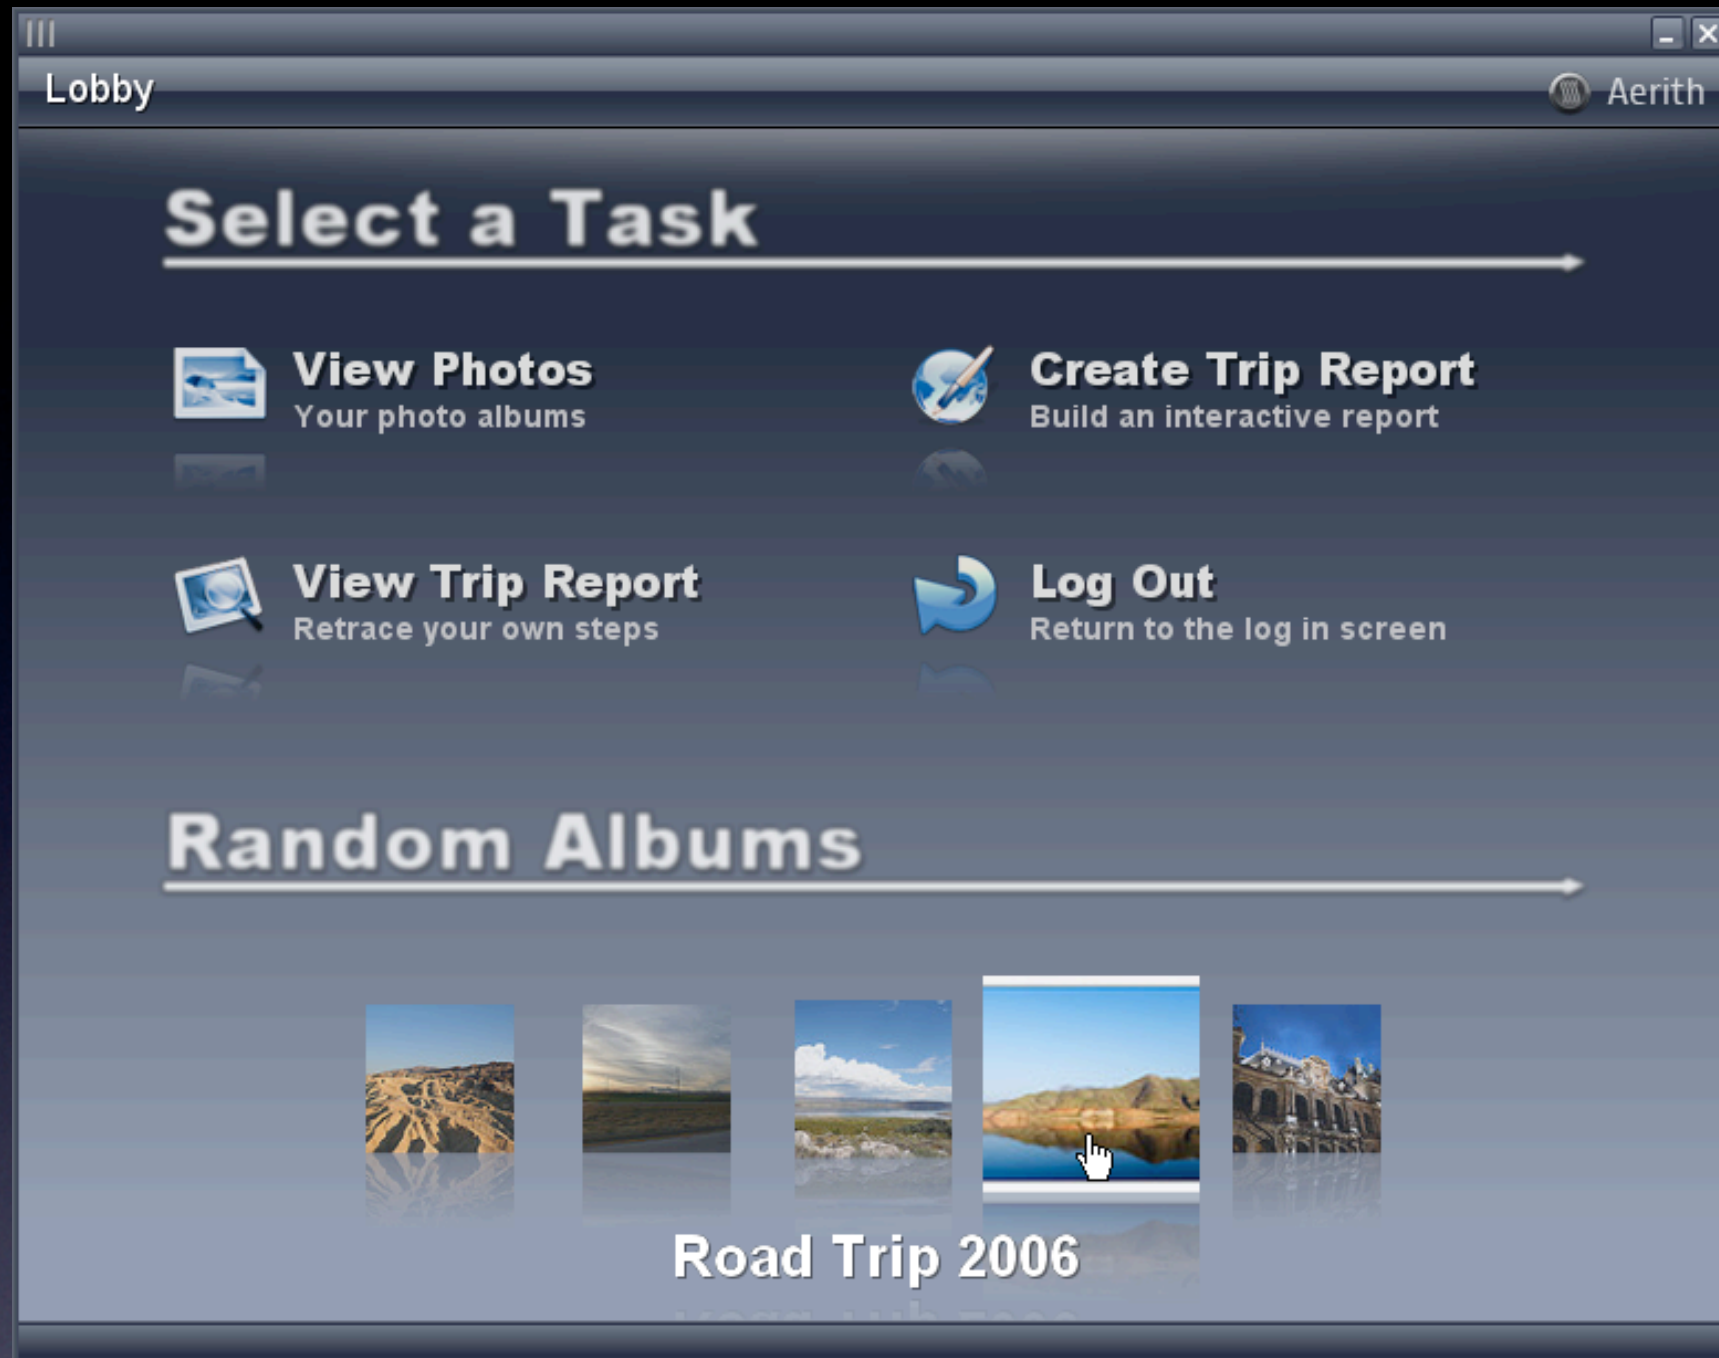 Lobby
Aerith
Select a Task
View Photos
Your photo albums
Create Trip Report
Build an interactive report
View Trip Report
Retrace your own steps
Log Out
Return to the log in screen
Random Albums
Road Trip 2006